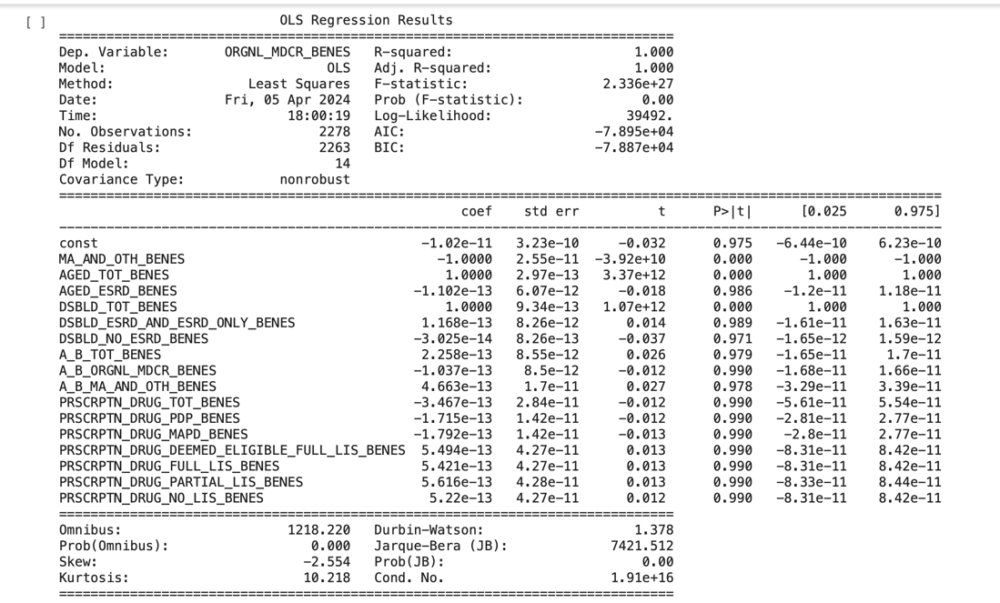 [ ]
OLS Regression Results
==============================================================================
Dep. Variable: ORGNL_MDCR_BENES R-squared: 1.000
Model: OLS Adj. R-squared: 1.000
Method: Least Squares F-statistic: 2.336e+27
Date: Fri, 05 Apr 2024 Prob (F-statistic): 0.00
Time: 18:00:19 Log-Likelihood: 39492.
No. Observations: 2278 AIC: -7.895e+04
Df Residuals: 2263 BIC: -7.887e+04
Df Model: 14
Covariance Type: nonrobust
================================================================================================================
coef std err t P>|t| [0.025 0.975]
----------------------------------------------------------------------------------------------------------------
const -1.02e-11 3.23e-10 -0.032 0.975 -6.44e-10 6.23e-10
MA_AND_OTH_BENES -1.0000 2.55e-11 -3.92e+10 0.000 -1.000 -1.000
AGED_TOT_BENES 1.0000 2.97e-13 3.37e+12 0.000 1.000 1.000
AGED_ESRD_BENES -1.102e-13 6.07e-12 -0.018 0.986 -1.2e-11 1.18e-11
DSBLD_TOT_BENES 1.0000 9.34e-13 1.07e+12 0.000 1.000 1.000
DSBLD_ESRD_AND_ESRD_ONLY_BENES 1.168e-13 8.26e-12 0.014 0.989 -1.61e-11 1.63e-11
DSBLD_NO_ESRD_BENES -3.025e-14 8.26e-13 -0.037 0.971 -1.65e-12 1.59e-12
A_B_TOT_BENES 2.258e-13 8.55e-12 0.026 0.979 -1.65e-11 1.7e-11
A_B_ORGNL_MDCR_BENES -1.037e-13 8.5e-12 -0.012 0.990 -1.68e-11 1.66e-11
A_B_MA_AND_OTH_BENES 4.663e-13 1.7e-11 0.027 0.978 -3.29e-11 3.39e-11
PRSCRPTN_DRUG_TOT_BENES -3.467e-13 2.84e-11 -0.012 0.990 -5.61e-11 5.54e-11
PRSCRPTN_DRUG_PDP_BENES -1.715e-13 1.42e-11 -0.012 0.990 -2.81e-11 2.77e-11
PRSCRPTN_DRUG_MAPD_BENES -1.792e-13 1.42e-11 -0.013 0.990 -2.8e-11 2.77e-11
PRSCRPTN_DRUG_DEEMED_ELIGIBLE_FULL_LIS_BENES 5.494e-13 4.27e-11 0.013 0.990 -8.31e-11 8.42e-11
PRSCRPTN_DRUG_FULL_LIS_BENES 5.421e-13 4.27e-11 0.013 0.990 -8.31e-11 8.42e-11
PRSCRPTN_DRUG_PARTIAL_LIS_BENES 5.616e-13 4.28e-11 0.013 0.990 -8.33e-11 8.44e-11
PRSCRPTN_DRUG_NO_LIS_BENES 5.22e-13 4.27e-11 0.012 0.990 -8.31e-11 8.42e-11
==============================================================================
Omnibus: 1218.220 Durbin-Watson: 1.378
Prob(Omnibus): 0.000 Jarque-Bera (JB): 7421.512
Skew: -2.554 Prob(JB): 0.00
Kurtosis: 10.218 Cond. No. 1.91e+16
==============================================================================